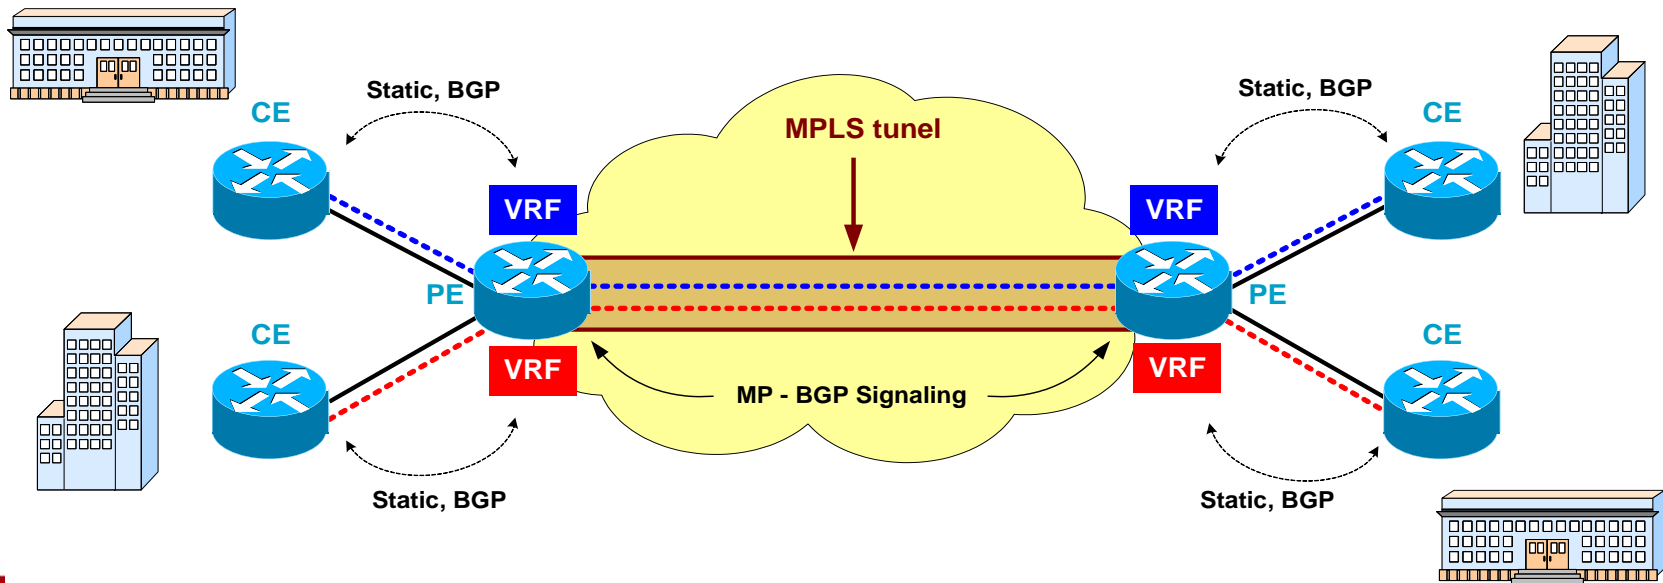 Static, BGP
Static, BGP
CE
CE
MPLS tunel
VRF
VRF
PE
PE
CE
CE
VRF
VRF
MP - BGP Signaling
Static, BGP
Static, BGP